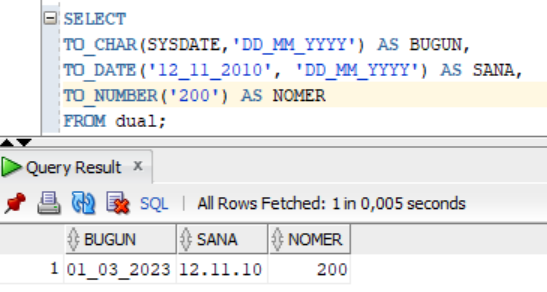 SELECT
TO_CHAR(SYSDATE,'DD_MM_YYYY') AS BUGUN,
TO_DATE('12_11_2010', 'DD_MM_YYYY') AS SANA,
TO_NUMBER('200') AS NOMER
FROM dual;
Query Result x
SQL | All Rows Fetched: 1 in 0,005 seconds
BUGUN SANA NOMER
1 01_03_2023 12.11.10 200